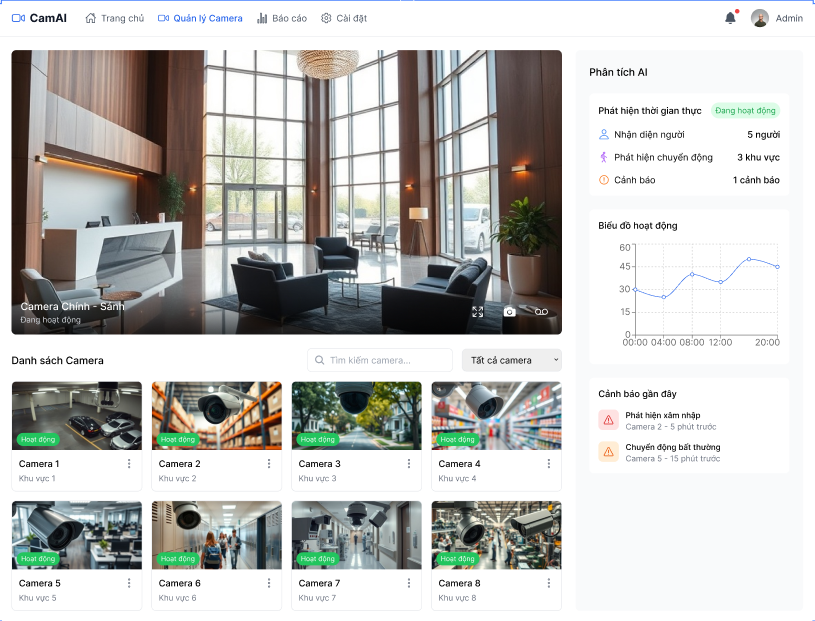 CamAI
Trang chủ
Quản lý Camera
Báo cáo
Cài đặt
Admin
Camera Chính - Sảnh
Đang hoạt động
Phân tích AI
Phát hiện thời gian thực
Đang hoạt động
Nhận diện người
5 người
Phát hiện chuyển động
3 khu vực
Cảnh báo
1 cảnh báo
Biểu đồ hoạt động
60
45
30
15
0
00:00 04:00 08:00 12:00 20:00
Cảnh báo gần đây
Phát hiện xâm nhập
Camera 2 - 5 phút trước
Chuyển động bất thường
Camera 5 - 15 phút trước
Danh sách Camera
Tìm kiếm camera...
Tất cả camera
Hoạt động
Camera 1
Khu vực 1
Hoạt động
Camera 2
Khu vực 2
Hoạt động
Camera 3
Khu vực 3
Hoạt động
Camera 4
Khu vực 4
Hoạt động
Camera 5
Khu vực 5
Hoạt động
Camera 6
Khu vực 6
Hoạt động
Camera 7
Khu vực 7
Hoạt động
Camera 8
Khu vực 8